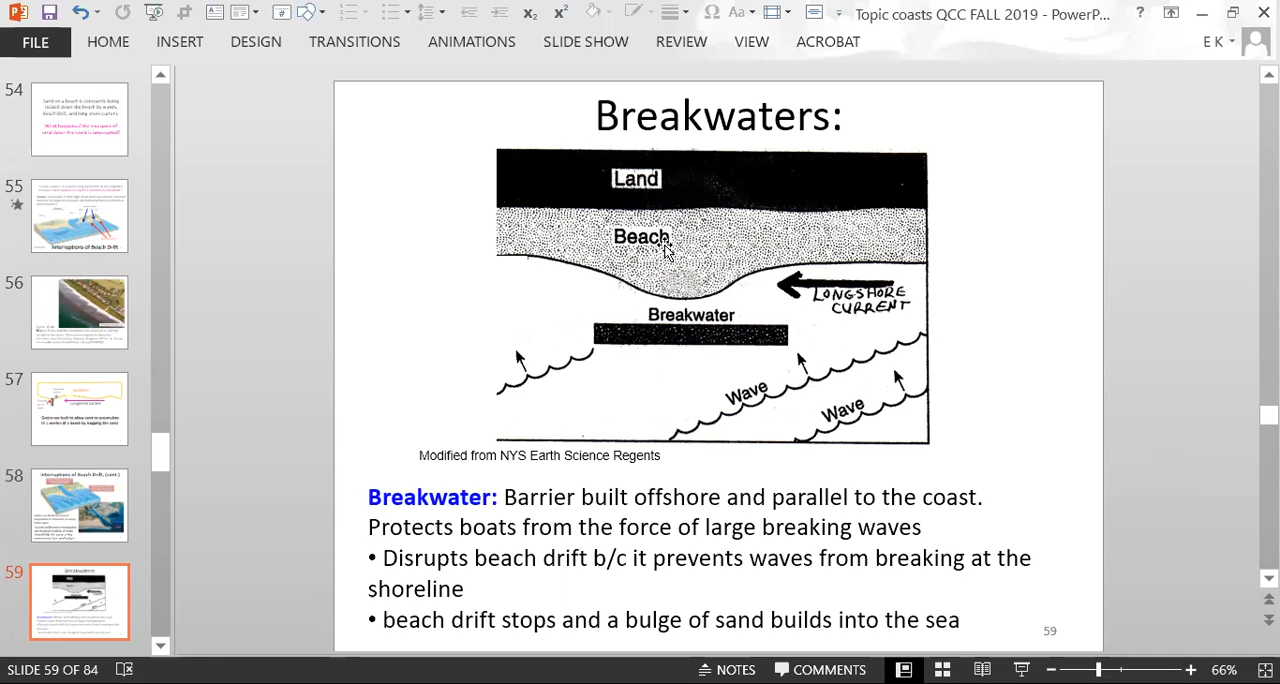 Topic coasts QCC FALL 2019 - PowerP...
FILE HOME INSERT DESIGN TRANSITIONS ANIMATIONS SLIDE SHOW REVIEW VIEW ACROBAT E K
54
55
Interruptions of Beach Drift
56
57
58
Interruptions of Beach Drift, (cont.)
59
Breakwaters:
Land
Beach
LONGSHORE
CURRENT
Breakwater
Wave
Wave
Modified from NYS Earth Science Regents
Breakwater: Barrier built offshore and parallel to the coast.
Protects boats from the force of large breaking waves
• Disrupts beach drift b/c it prevents waves from breaking at the
shoreline
• beach drift stops and a bulge of sand builds into the sea
59
SLIDE 59 OF 84 NOTES COMMENTS 66%